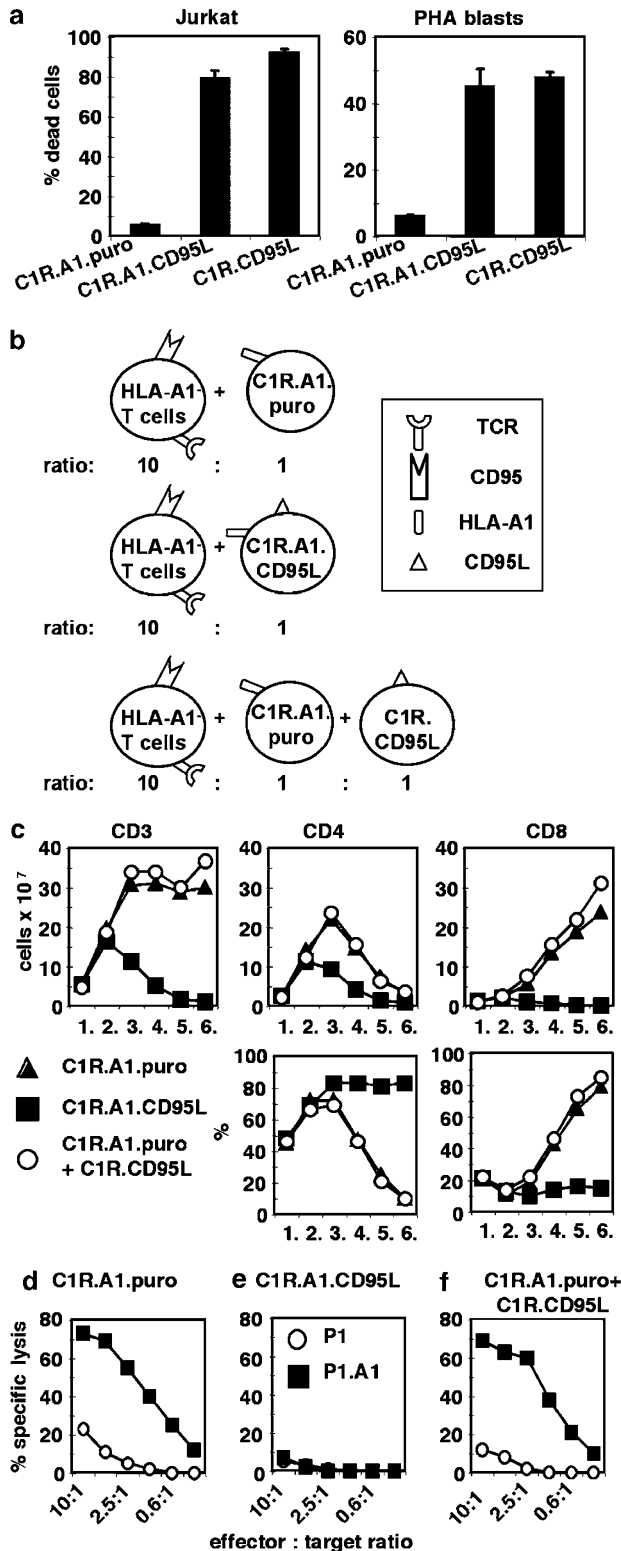 a
Jurkat
PHA blasts
% dead cells
100
80
60
40
20
0
60
40
20
0
C1R.A1.puro
C1R.A1.CD95L
C1R.CD95L
C1R.A1.puro
C1R.A1.CD95L
C1R.CD95L
b
HLA-A1-
T cells
+
C1R.A1.
puro
ratio: 10 : 1
HLA-A1-
T cells
+
C1R.A1.
CD95L
ratio: 10 : 1
HLA-A1-
T cells
+
C1R.A1.
puro
+
C1R.
CD95L
ratio: 10 : 1 : 1
TCR
CD95
HLA-A1
CD95L
c
CD3
CD4
CD8
cells x 10 7
40
30
20
10
0
1. 2. 3. 4. 5. 6.
40
30
20
10
0
1. 2. 3. 4. 5. 6.
40
30
20
10
0
1. 2. 3. 4. 5. 6.
C1R.A1.puro
C1R.A1.CD95L
C1R.A1.puro
+ C1R.CD95L
%
100
80
60
40
20
0
1. 2. 3. 4. 5. 6.
100
80
60
40
20
0
1. 2. 3. 4. 5. 6.
d
C1R.A1.puro
e
C1R.A1.CD95L
f
C1R.A1.puro+
C1R.CD95L
% specific lysis
80
60
40
20
0
10:1
2.5:1
0.6:1
80
60
40
20
0
P1
P1.A1
10:1
2.5:1
0.6:1
80
60
40
20
0
10:1
2.5:1
0.6:1
effector : target ratio